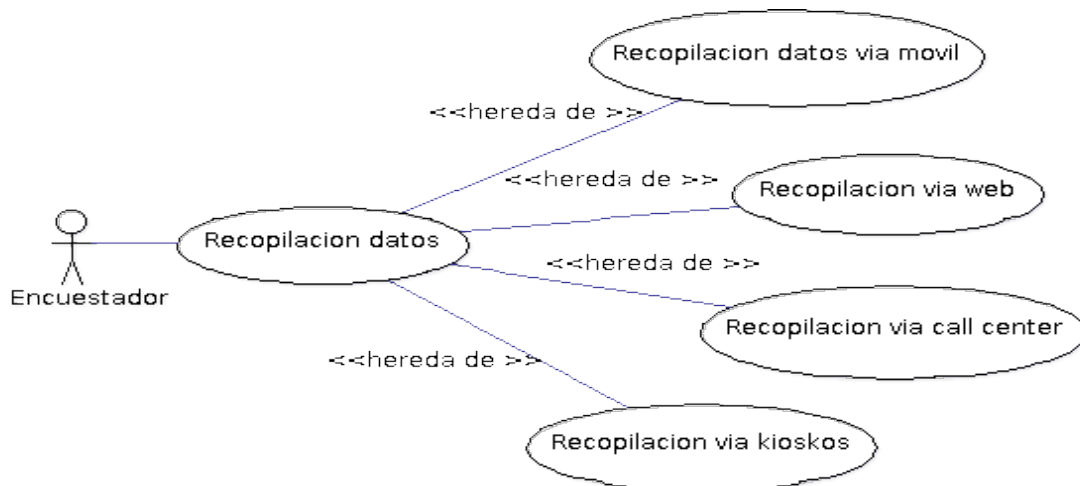 Recopilacion datos via movil
<<hereda de >>
<<hereda de >>
Recopilacion via web
Recopilacion datos
<<hereda de >>
Encuestador
Recopilacion via call center
<<hereda de >>
Recopilacion via kioskos